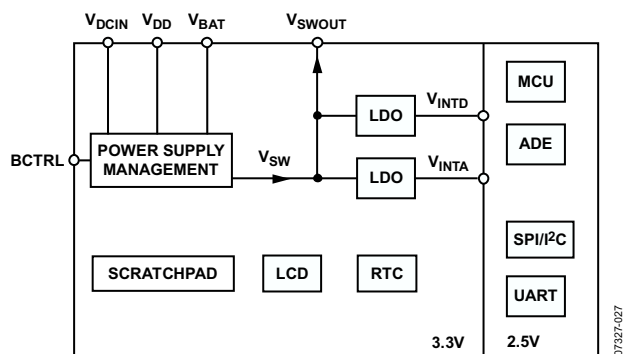 VDCIN VDD VBAT VSWOUT
MCU
LDO VINTD
ADE
BCTRL POWER SUPPLY
MANAGEMENT
VSW LDO VINTA
SPI/I2C
SCRATCHPAD LCD RTC
UART
3.3V 2.5V
07327-027